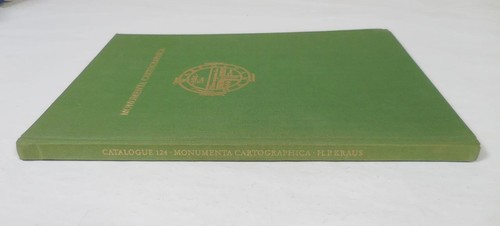 MONUMENTA CARTOGRAPHICA
CATALOGUE 124 · MONUMENTA CARTOGRAPHICA · H. P. KRAUS